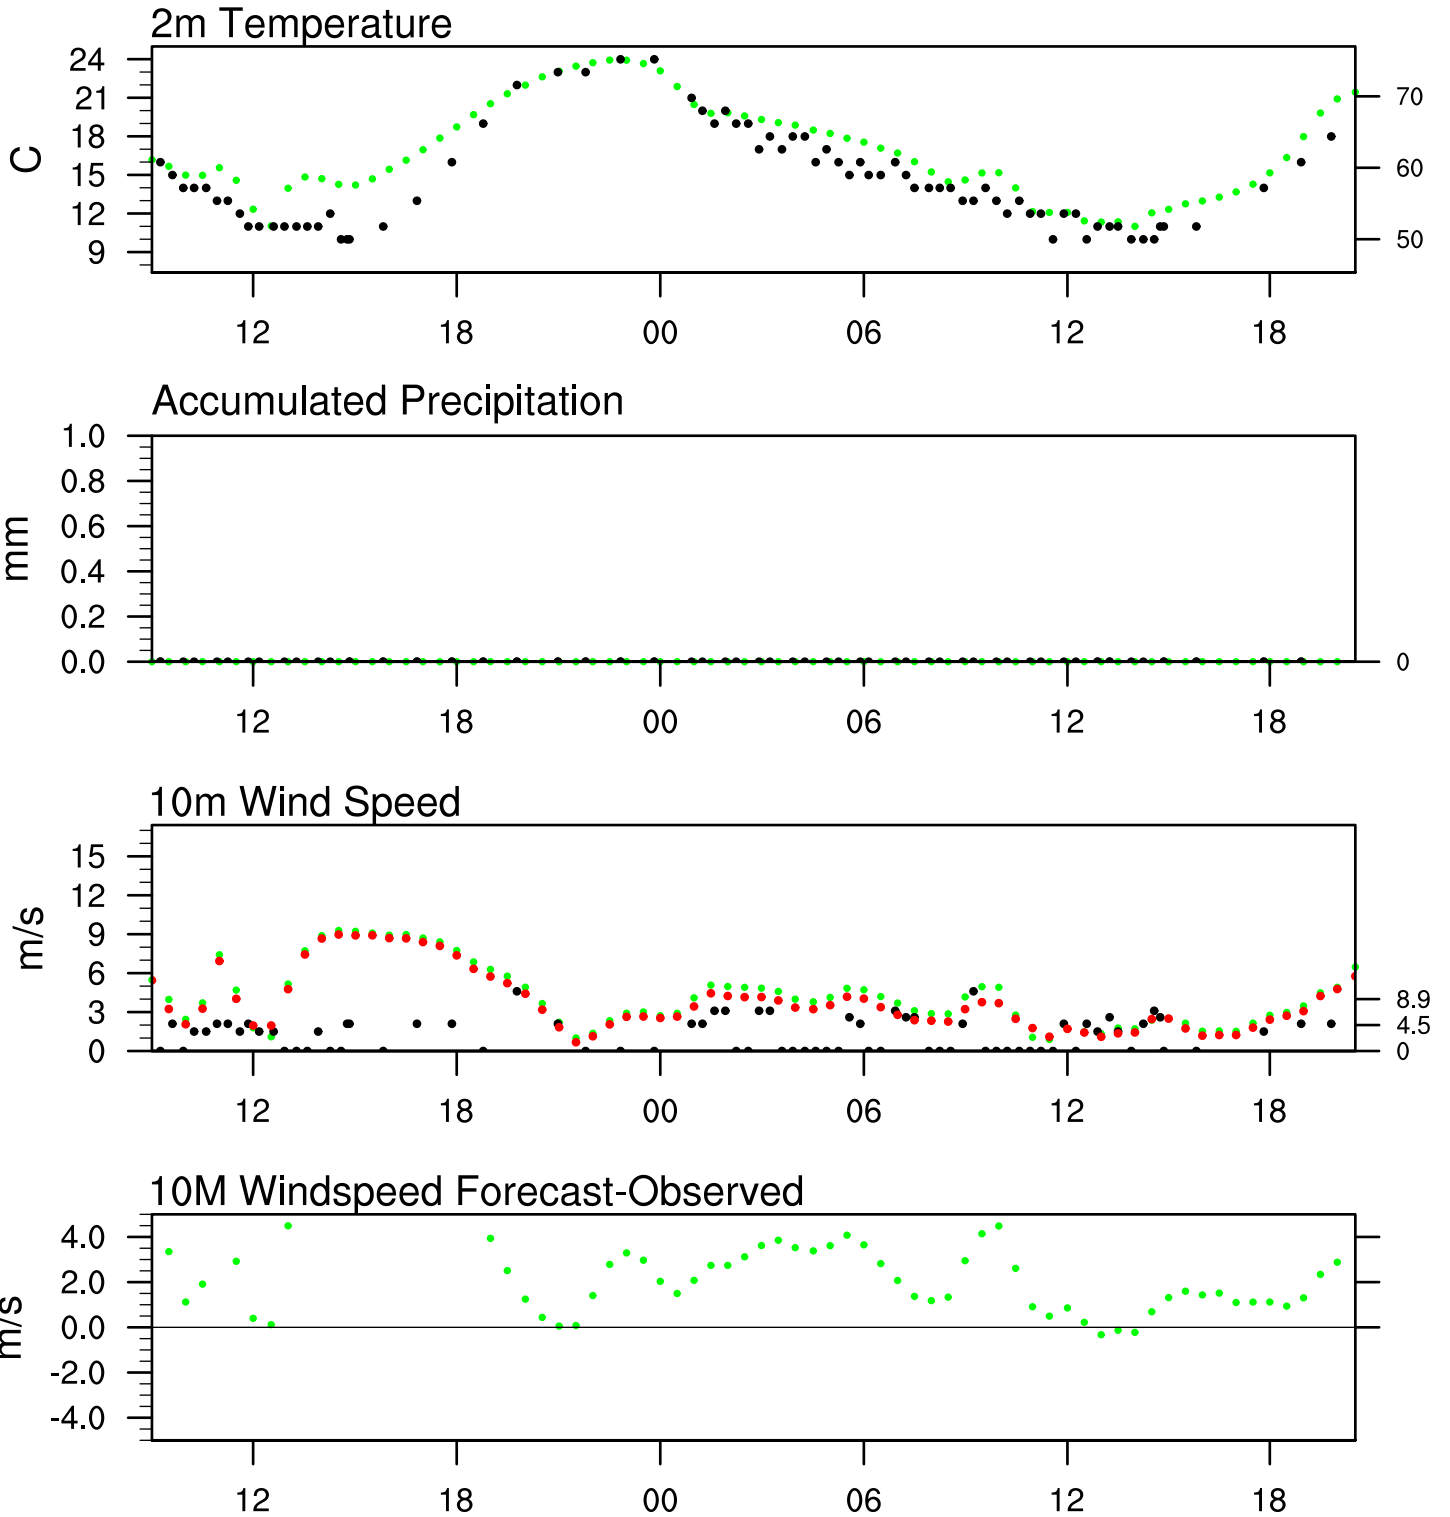 2m Temperature
24
21
18
15
12
9
C
70
60
50
12 18 00 06 12 18
Accumulated Precipitation
1.0
0.8
0.6
0.4
0.2
0.0
mm
0
12 18 00 06 12 18
10m Wind Speed
15
12
9
6
3
0
m/s
8.9
4.5
0
12 18 00 06 12 18
10M Windspeed Forecast-Observed
4.0
2.0
0.0
-2.0
-4.0
m/s
12 18 00 06 12 18